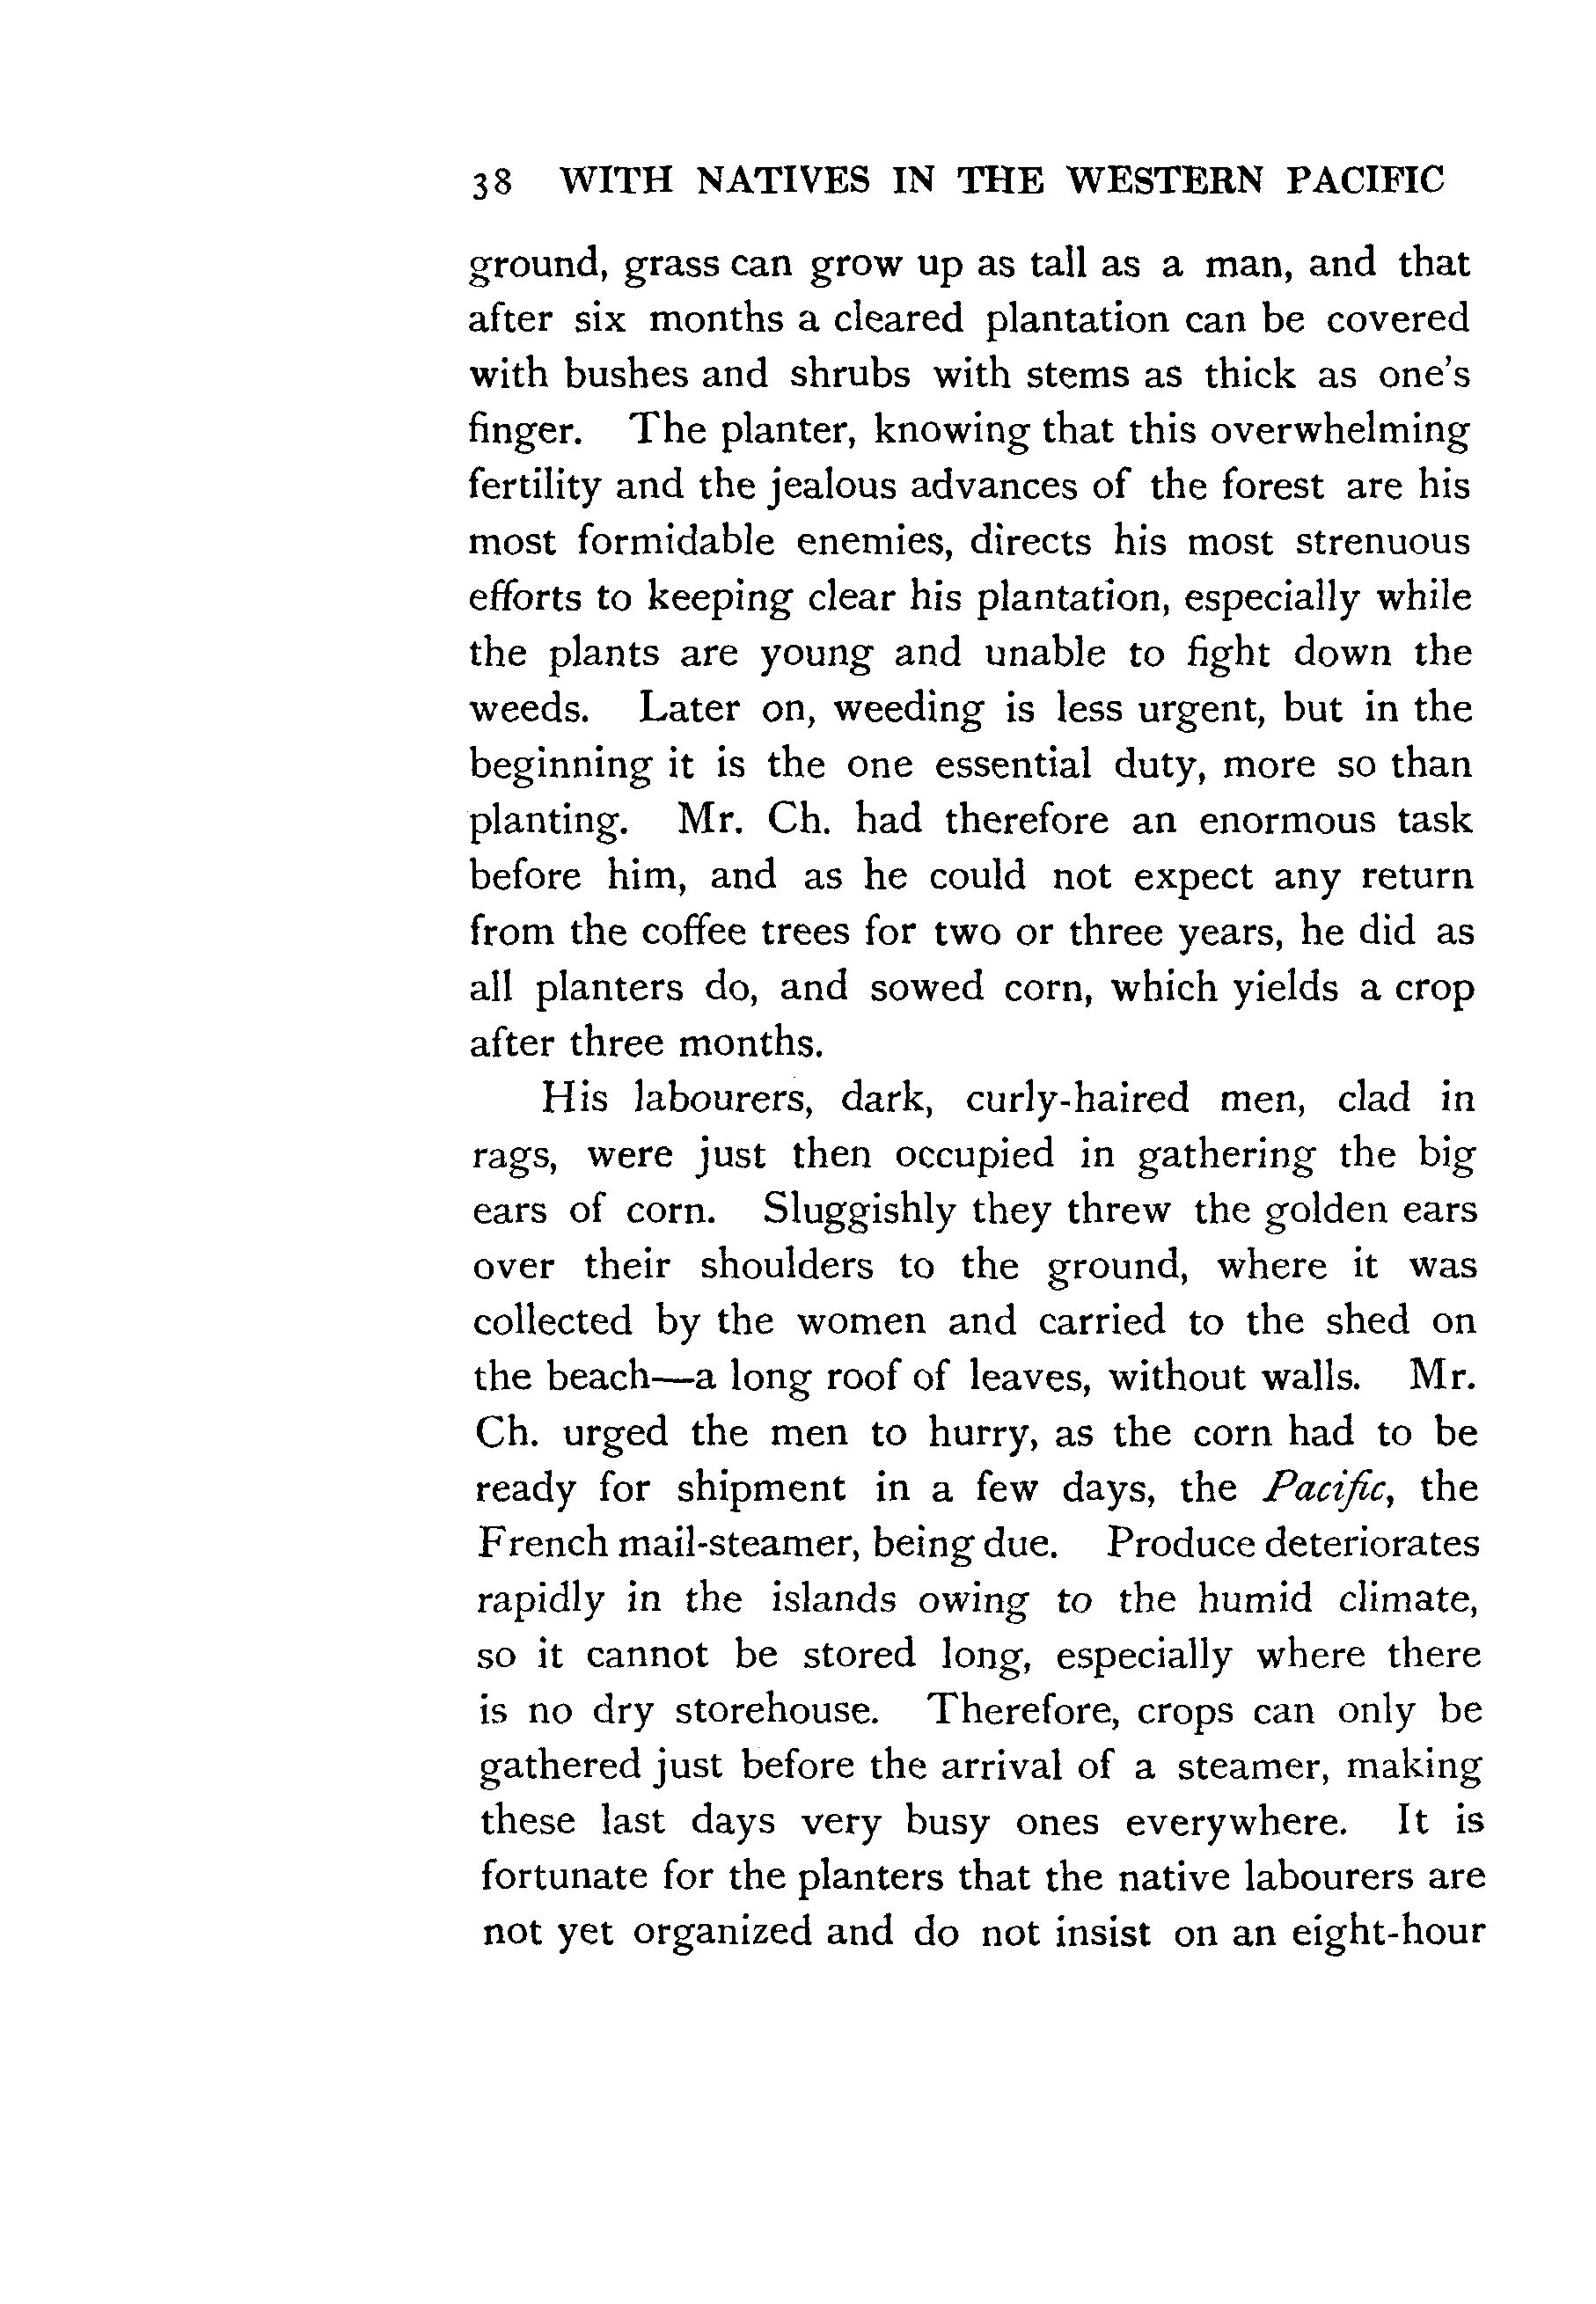 38 WITH NATIVES IN THE WESTERN PACIFIC
ground, grass can grow up as tall as a man, and that
after six months a cleared plantation can be covered
with bushes and shrubs with stems as thick as one's
finger. The planter, knowing that this overwhelming
fertility and the jealous advances of the forest are his
most formidable enemies, directs his most strenuous
efforts to keeping clear his plantation, especially while
the plants are young and unable to fight down the
weeds. Later on, weeding is less urgent, but in the
beginning it is the one essential duty, more so than
planting. Mr. Ch. had therefore an enormous task
before him, and as he could not expect any return
from the coffee trees for two or three years, he did as
all planters do, and sowed corn, which yields a crop
after three months.
His labourers, dark, curly-haired men, clad in
rags, were just then occupied in gathering the big
ears of corn. Sluggishly they threw the golden ears
over their shoulders to the ground, where it was
collected by the women and carried to the shed on
the beach—a long roof of leaves, without walls. Mr.
Ch. urged the men to hurry, as the corn had to be
ready for shipment in a few days, the Pacific, the
French mail-steamer, being due. Produce deteriorates
rapidly in the islands owing to the humid climate,
so it cannot be stored long, especially where there
is no dry storehouse. Therefore, crops can only be
gathered just before the arrival of a steamer, making
these last days very busy ones everywhere. It is
fortunate for the planters that the native labourers are
not yet organized and do not insist on an eight-hour